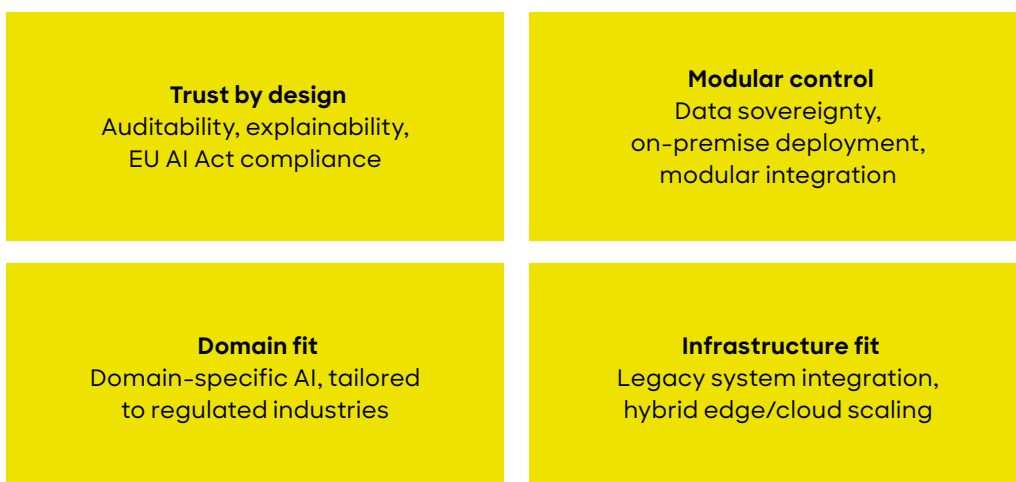 Trust by design
Auditability, explainability,
EU AI Act compliance
Modular control
Data sovereignty,
on-premise deployment,
modular integration
Domain fit
Domain-specific AI, tailored
to regulated industries
Infrastructure fit
Legacy system integration,
hybrid edge/cloud scaling